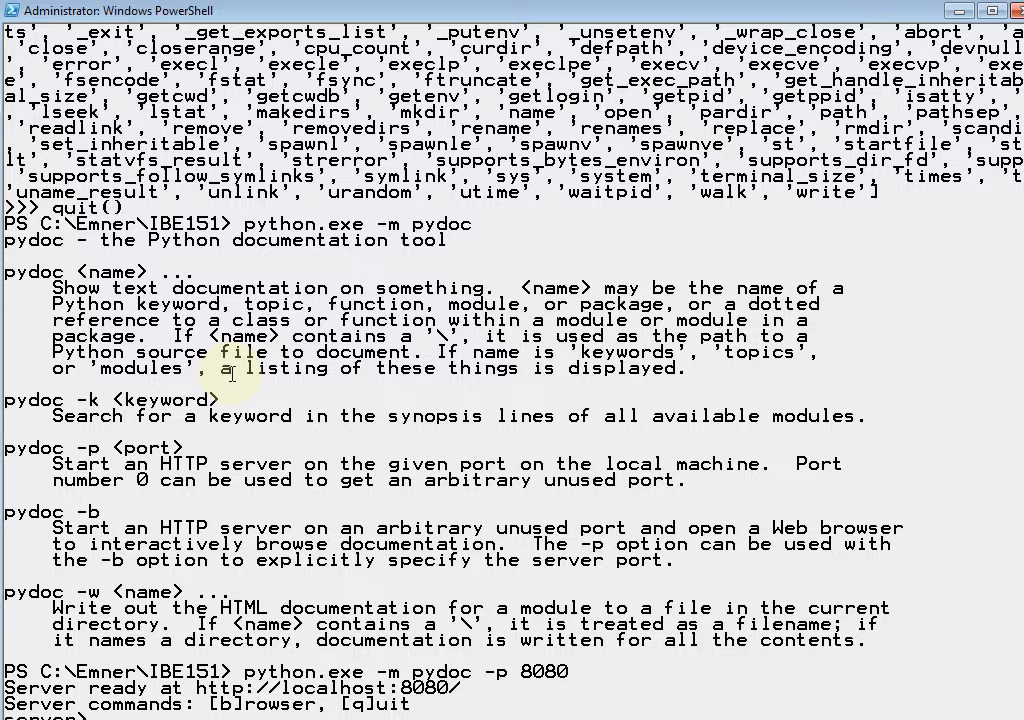 Administrator: Windows PowerShell
ts', '_exit', '_get_exports_list', '_putenv', '_unsetenv', '_wrap_close', 'abort', 'a
'close', 'closerange', 'cpu_count', 'curdir', 'defpath', 'device_encoding', 'devnull
, 'error', 'execl', 'execle', 'execlp', 'execlpe', 'execv', 'execve', 'execvp', 'exe
e', 'fsencode', 'fstat', 'fsync', 'ftruncate', 'get_exec_path', 'get_handle_inheritab
al_size', 'getcwd', 'getcwdb', 'getenv', 'getlogin', 'getpid', 'getppid', 'isatty', '
, 'lseek', 'lstat', 'makedirs', 'mkdir', 'name', 'open', 'pardir', 'path', 'pathsep',
'readlink', 'remove', 'removedirs', 'rename', 'renames', 'replace', 'rmdir', 'scandi
, 'set_inheritable', 'spawnl', 'spawnle', 'spawnv', 'spawnve', 'st', 'startfile', 'st
lt', 'statvfs_result', 'strerror', 'supports_bytes_environ', 'supports_dir_fd', 'supp
'supports_follow_symlinks', 'symlink', 'sys', 'system', 'terminal_size', 'times', 't
'uname_result', 'unlink', 'urandom', 'utime', 'waitpid', 'walk', 'write']
>>> quit()
PS C:\Emner\IBE151> python.exe -m pydoc
pydoc - the Python documentation tool
pydoc <name> ...
Show text documentation on something.  <name> may be the name of a
Python keyword, topic, function, module, or package, or a dotted
reference to a class or function within a module or module in a
package.  If <name> contains a '\', it is used as the path to a
Python source file to document. If name is 'keywords', 'topics',
or 'modules', a listing of these things is displayed.
pydoc -k <keyword>
Search for a keyword in the synopsis lines of all available modules.
pydoc -p <port>
Start an HTTP server on the given port on the local machine.  Port
number 0 can be used to get an arbitrary unused port.
pydoc -b
Start an HTTP server on an arbitrary unused port and open a Web browser
to interactively browse documentation.  The -p option can be used with
the -b option to explicitly specify the server port.
pydoc -w <name> ...
Write out the HTML documentation for a module to a file in the current
directory.  If <name> contains a '\', it is treated as a filename; if
it names a directory, documentation is written for all the contents.
PS C:\Emner\IBE151> python.exe -m pydoc -p 8080
Server ready at http://localhost:8080/
Server commands: [b]rowser, [q]uit
server>